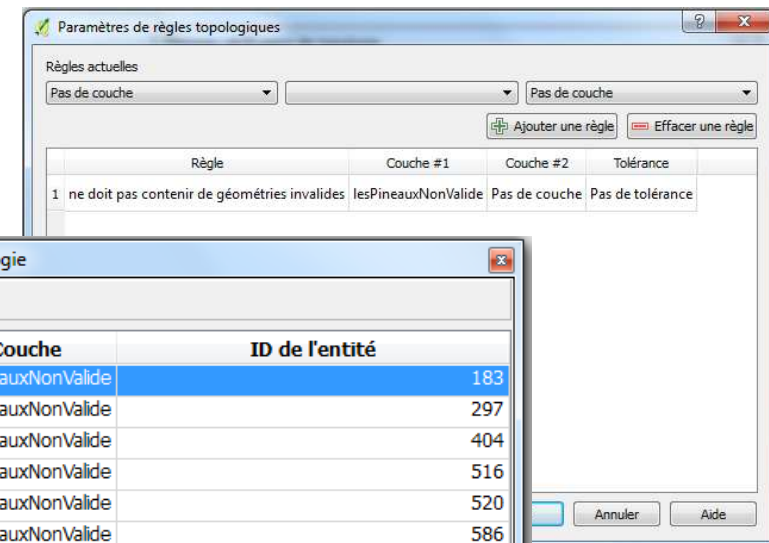 Paramètres de règles topologiques
Règles actuelles
Pas de couche
Pas de couche
Ajouter une règle
Effacer une règle
Règle Couche #1 Couche #2 Tolérance
1 ne doit pas contenir de géométries invalides lesPineauxNonValide Pas de couche Pas de tolérance
gie
Couche ID de l'entité
auxNonValide 183
auxNonValide 297
auxNonValide 404
auxNonValide 516
auxNonValide 520
auxNonValide 586
Annuler Aide